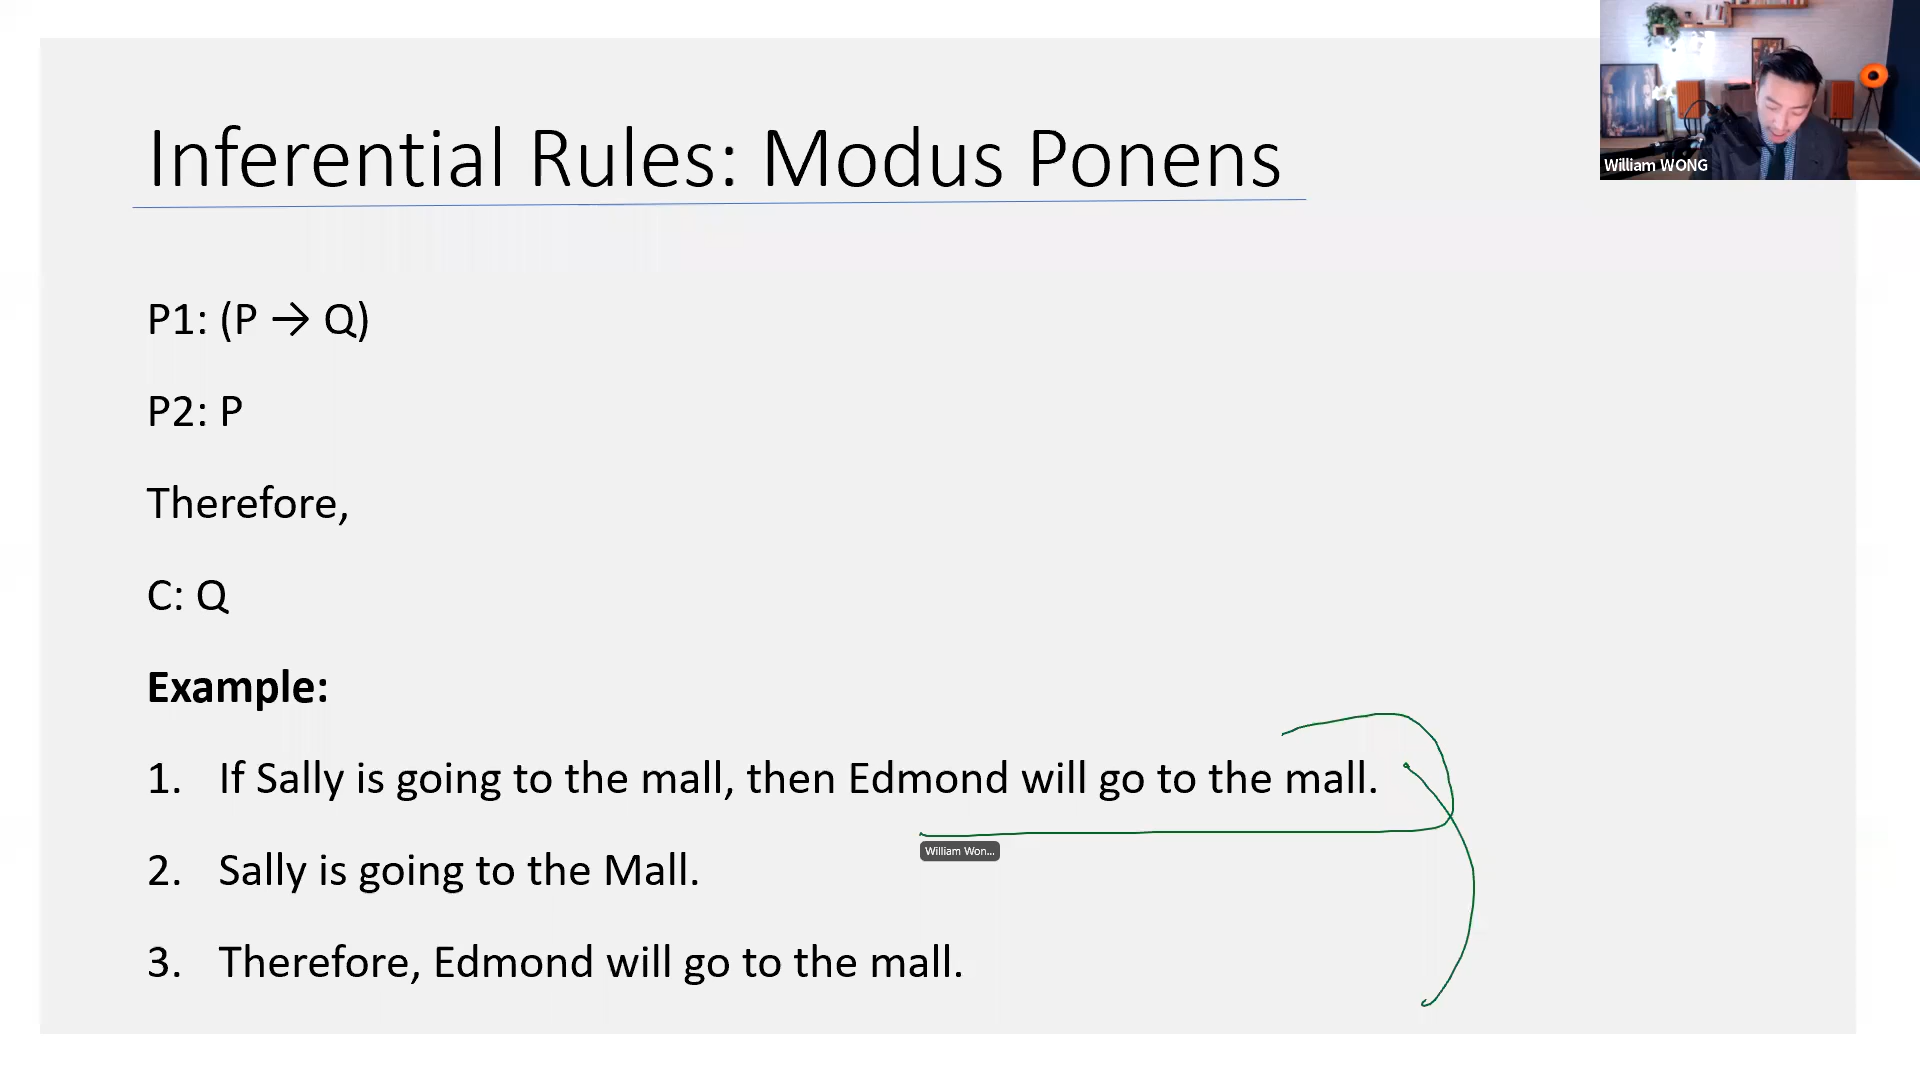 Inferential Rules: Modus Ponens
William WONG
P1: (P → Q)
P2: P
Therefore,
C: Q
Example:
1. If Sally is going to the mall, then Edmond will go to the mall.
William Won...
2. Sally is going to the Mall.
3. Therefore, Edmond will go to the mall.